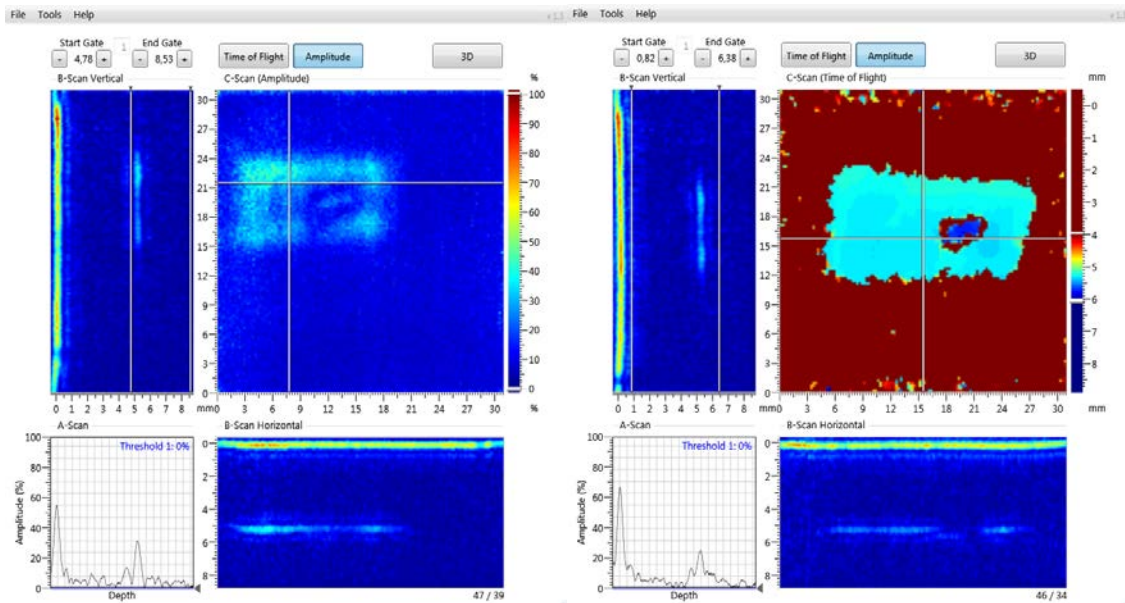 File Tools Help
v 1.3
Start Gate 1 End Gate
- 4,78 + - 8,53 +
Time of Flight Amplitude 3D
B-Scan Vertical
C-Scan (Amplitude)
%
30
27
24
21
18
15
12
9
6
3
0
100
90
80
70
60
50
40
30
20
10
0
0 1 2 3 4 5 6 7 8 mm 0 3 6 9 12 15 18 21 24 27 30 %
mm
A-Scan
B-Scan Horizontal
Threshold 1: 0%
Amplitude (%)
100
80
60
40
20
0
0
2
4
6
8
Depth
47 / 39
File Tools Help
v 1.3
Start Gate 1 End Gate
- 0,82 + - 6,38 +
Time of Flight Amplitude 3D
B-Scan Vertical
C-Scan (Time of Flight)
mm
30
27
24
21
18
15
12
9
6
3
0
0
1
2
3
4
5
6
7
8
0 1 2 3 4 5 6 7 8 mm 0 3 6 9 12 15 18 21 24 27 30 mm
mm
A-Scan
B-Scan Horizontal
Threshold 1: 0%
Amplitude (%)
100
80
60
40
20
0
0
2
4
6
8
Depth
46 / 34